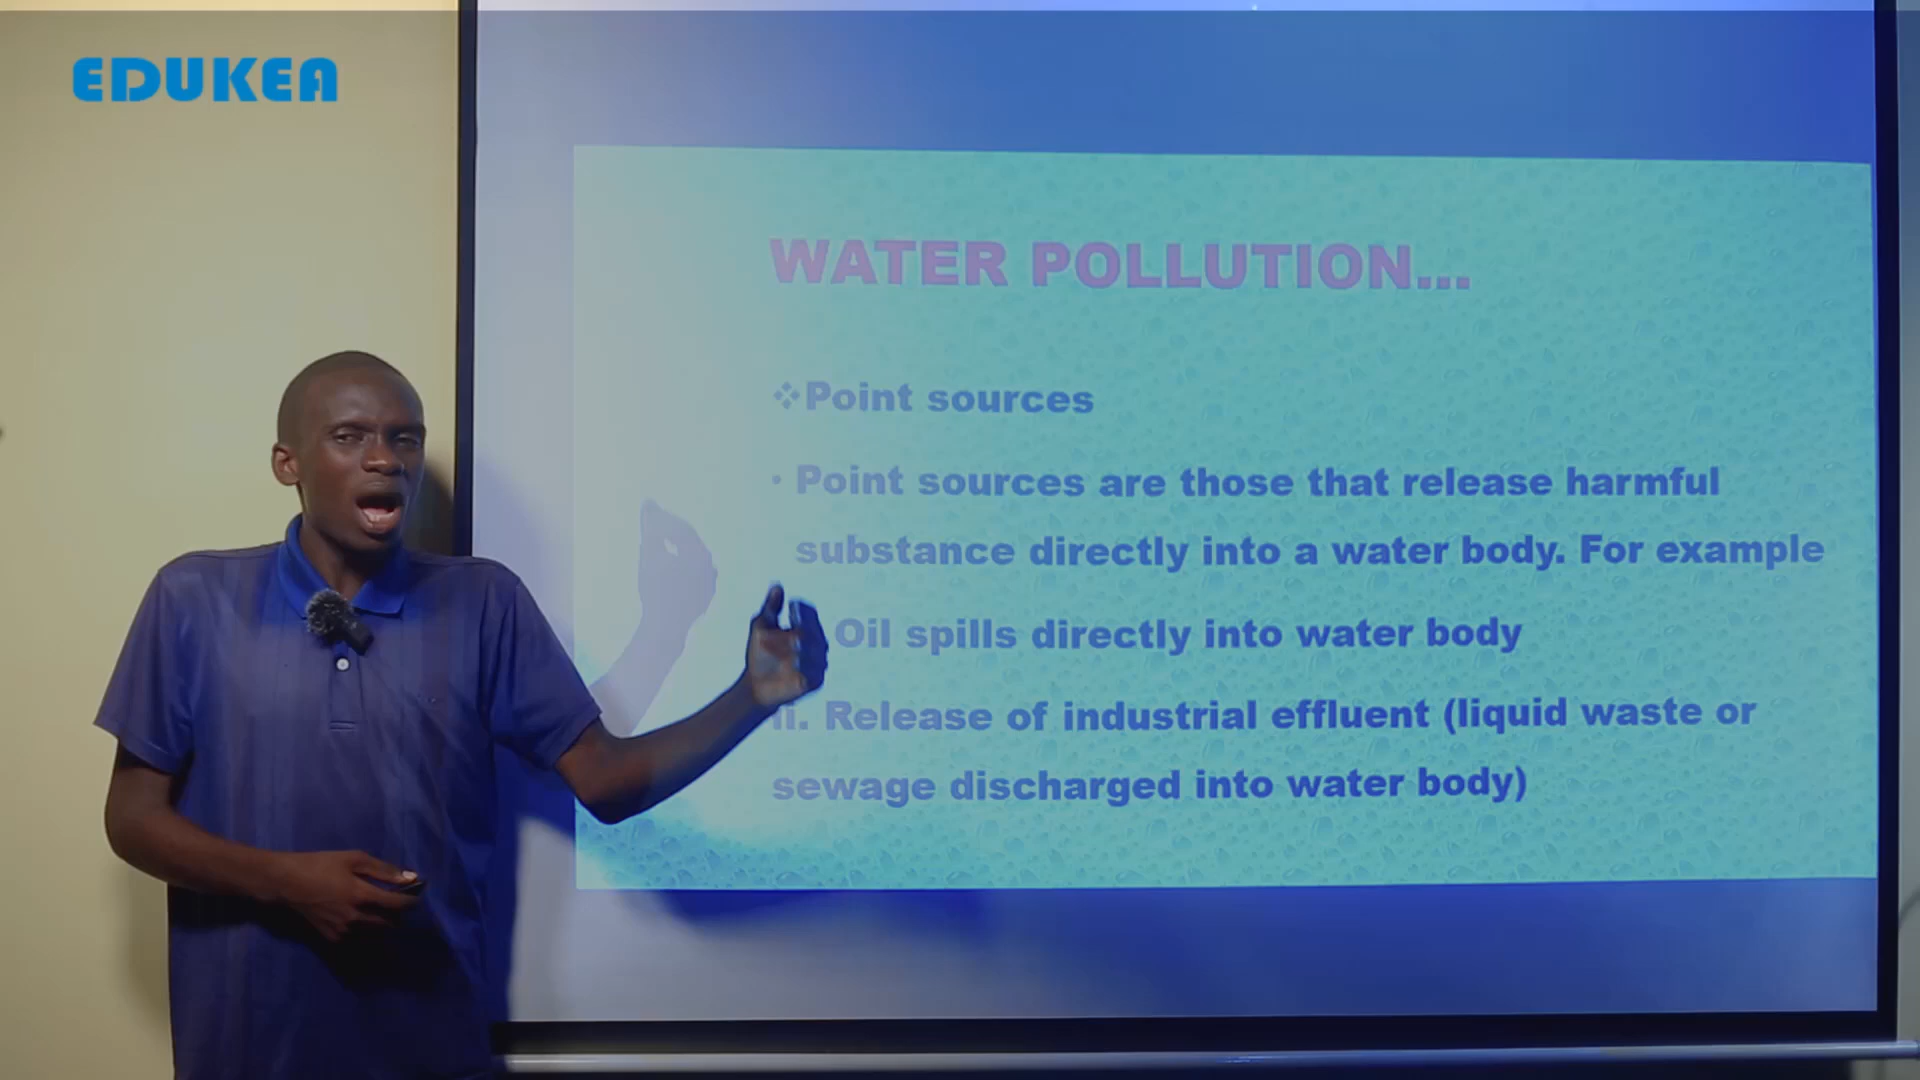 EDUKEA
WATER POLLUTION...
❖Point sources
• Point sources are those that release harmful
substance directly into a water body. For example
Oil spills directly into water body
ii. Release of industrial effluent (liquid waste or
sewage discharged into water body)